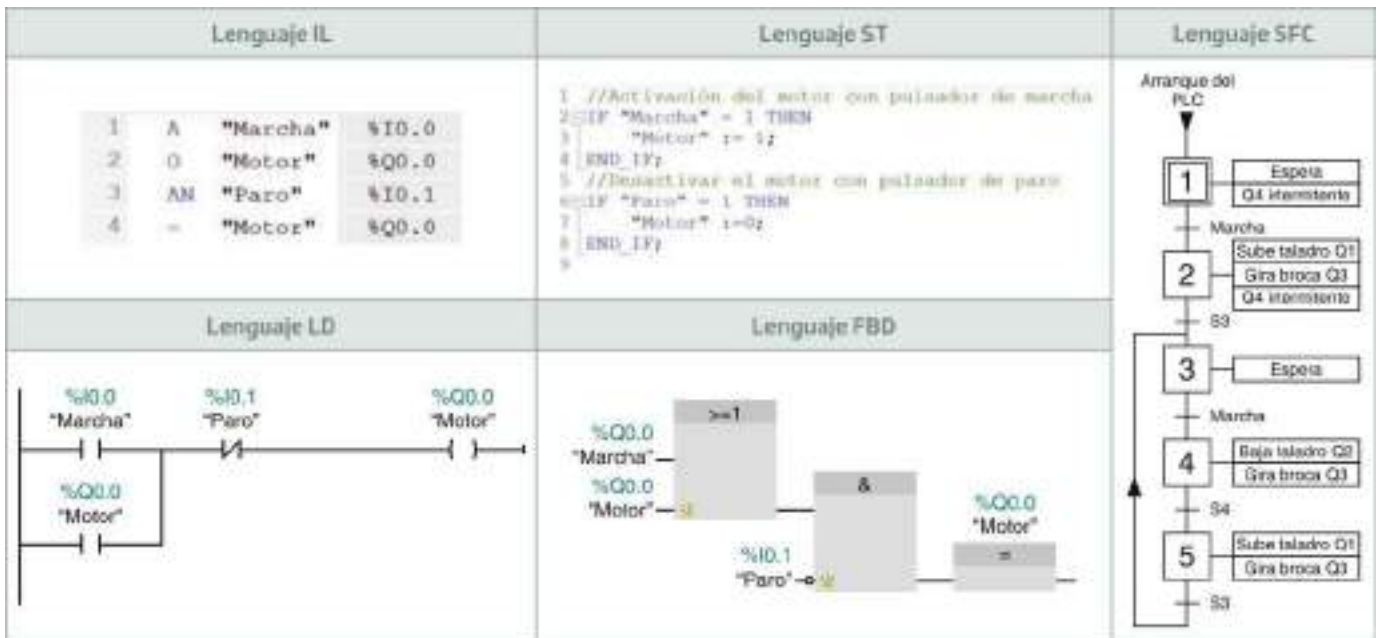 Lenguaje IL
1 A "Marcha" %I0.0
2 O "Motor" %Q0.0
3 AN "Paro" %I0.1
4 = "Motor" %Q0.0
Lenguaje ST
1 //Activación del motor con pulsador de marcha
2 IF "Marcha" = 1 THEN
3 "Motor" := 1;
4 END_IF;
5 //Desactivar el motor con pulsador de paro
6 IF "Paro" = 1 THEN
7 "Motor" :=0;
8 END_IF;
9
Lenguaje SFC
Arranque del
PLC
1
Espera
Q4 intermitente
Marcha
2
Sube taladro Q1
Gira broca Q3
Q4 intermitente
S3
3
Espera
Marcha
4
Baja taladro Q2
Gira broca Q3
S4
5
Sube taladro Q1
Gira broca Q3
S3
Lenguaje LD
%I0.0 %I0.1 %Q0.0
"Marcha" "Paro" "Motor"
%Q0.0
"Motor"
Lenguaje FBD
>=1
%Q0.0
"Marcha"
%Q0.0
"Motor"
&
%I0.1
"Paro"
%Q0.0
"Motor"
=